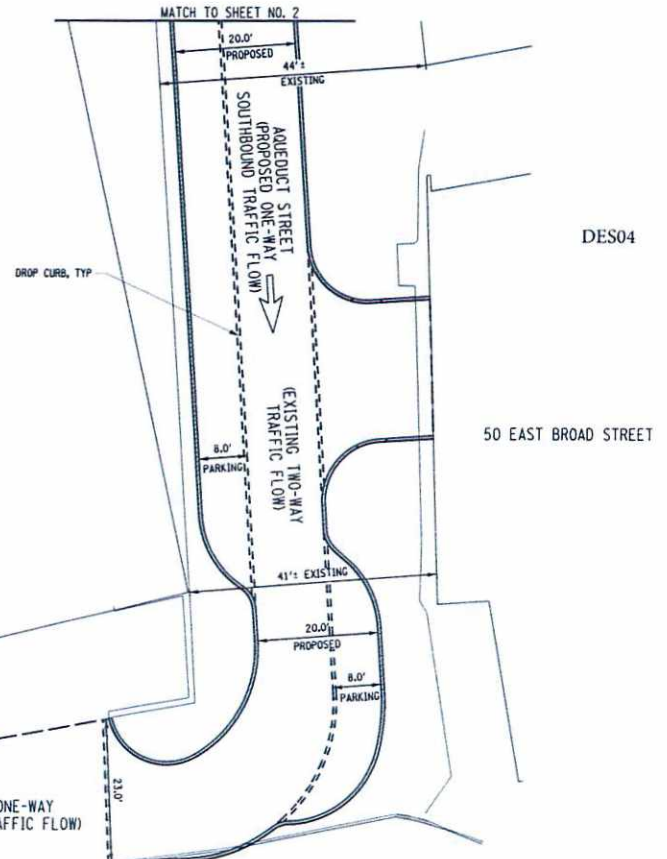 MATCH TO SHEET NO. 2
20.0'
PROPOSED
44'±
EXISTING
AQUEDUCT STREET
(PROPOSED ONE-WAY
SOUTHBOUND TRAFFIC FLOW)
DES04
DROP CURB, TYP
(EXISTING TWO-WAY
TRAFFIC FLOW)
50 EAST BROAD STREET
8.0'
PARKING
41'± EXISTING
20.0'
PROPOSED
8.0'
PARKING
23.0'
ONE-WAY
AFFIC FLOW)